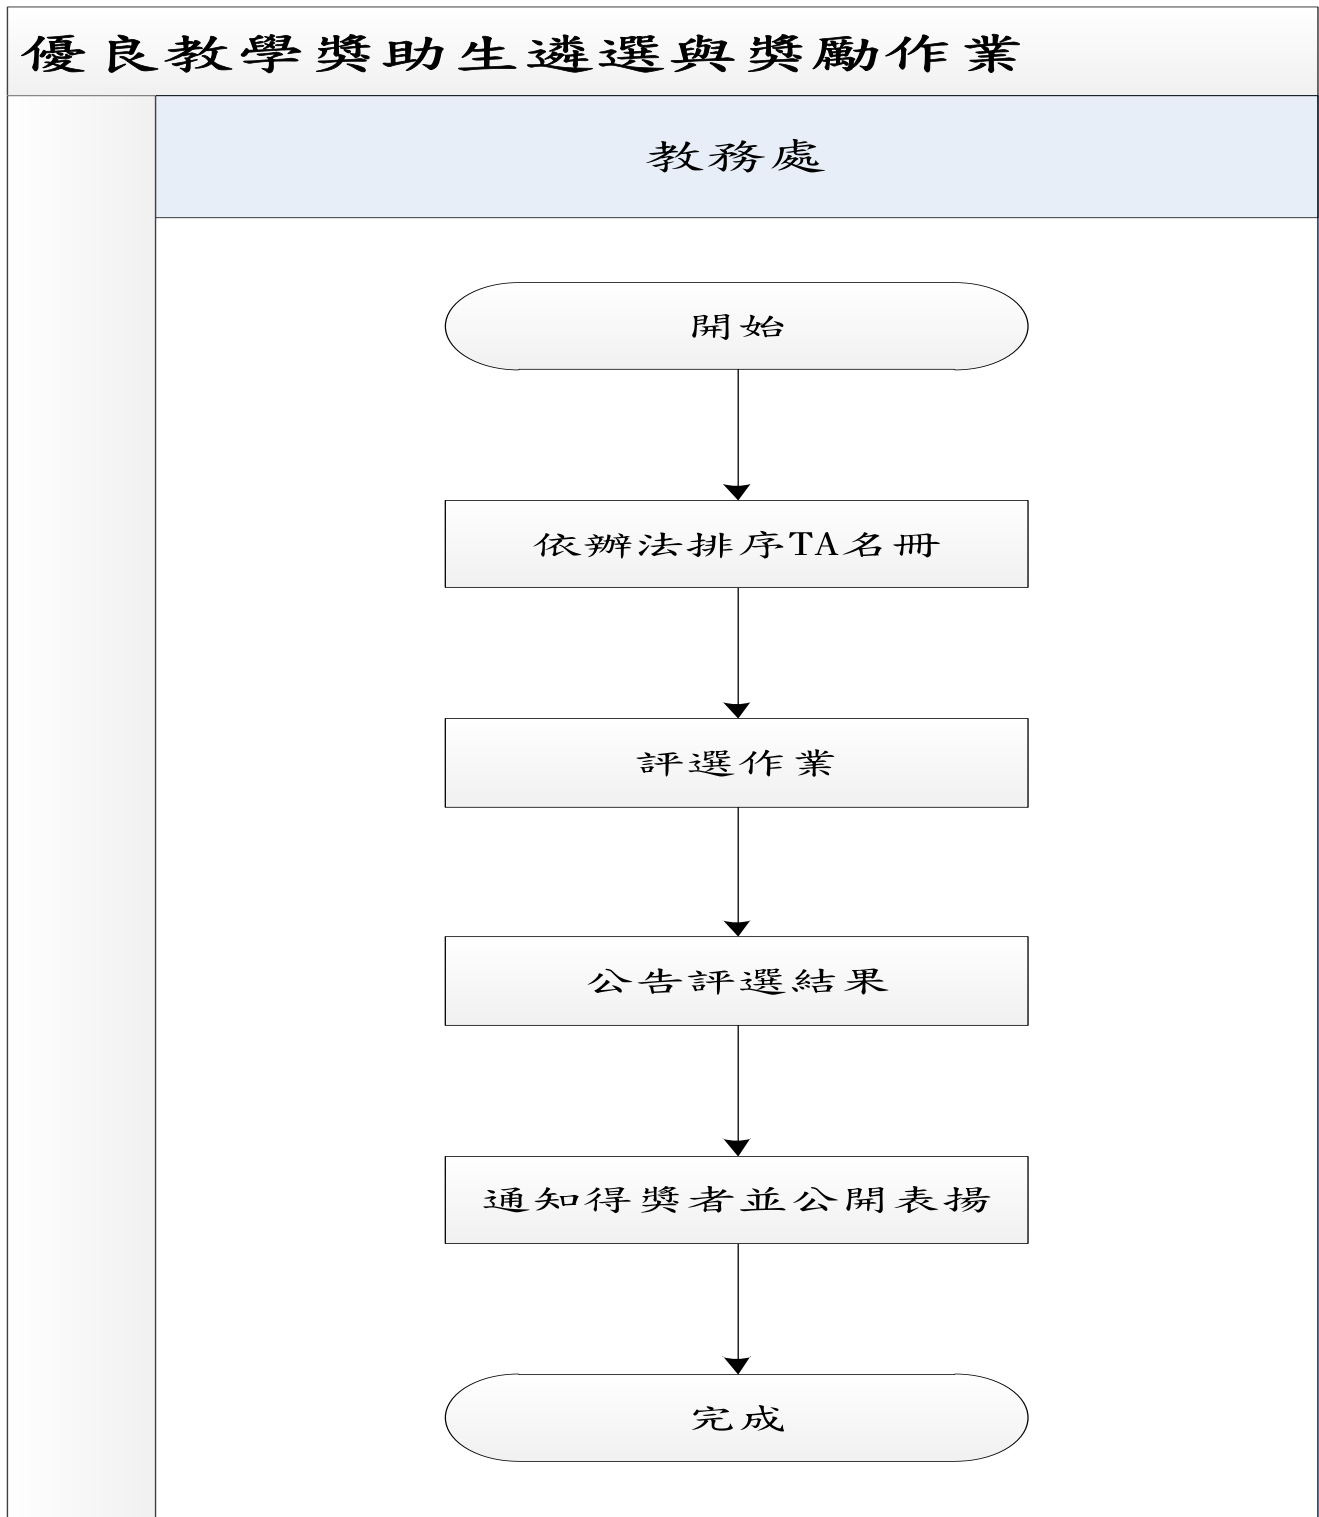 優良教學獎助生遴選與獎勵作業
教務處
開始
依辦法排序TA名冊
評選作業
公告評選結果
通知得獎者並公開表揚
完成